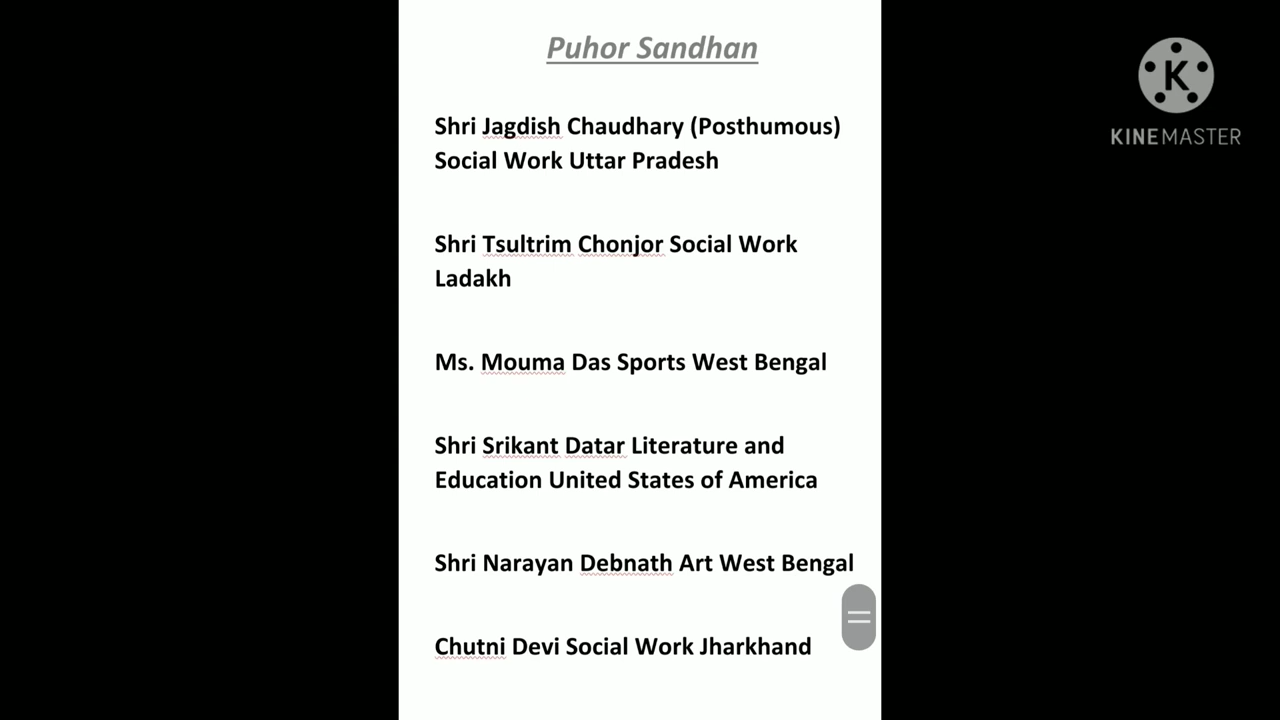 Puhor Sandhan
K
KINEMASTER
Shri Jagdish Chaudhary (Posthumous)
Social Work Uttar Pradesh
Shri Tsultrim Chonjor Social Work
Ladakh
Ms. Mouma Das Sports West Bengal
Shri Srikant Datar Literature and
Education United States of America
Shri Narayan Debnath Art West Bengal
Chutni Devi Social Work Jharkhand